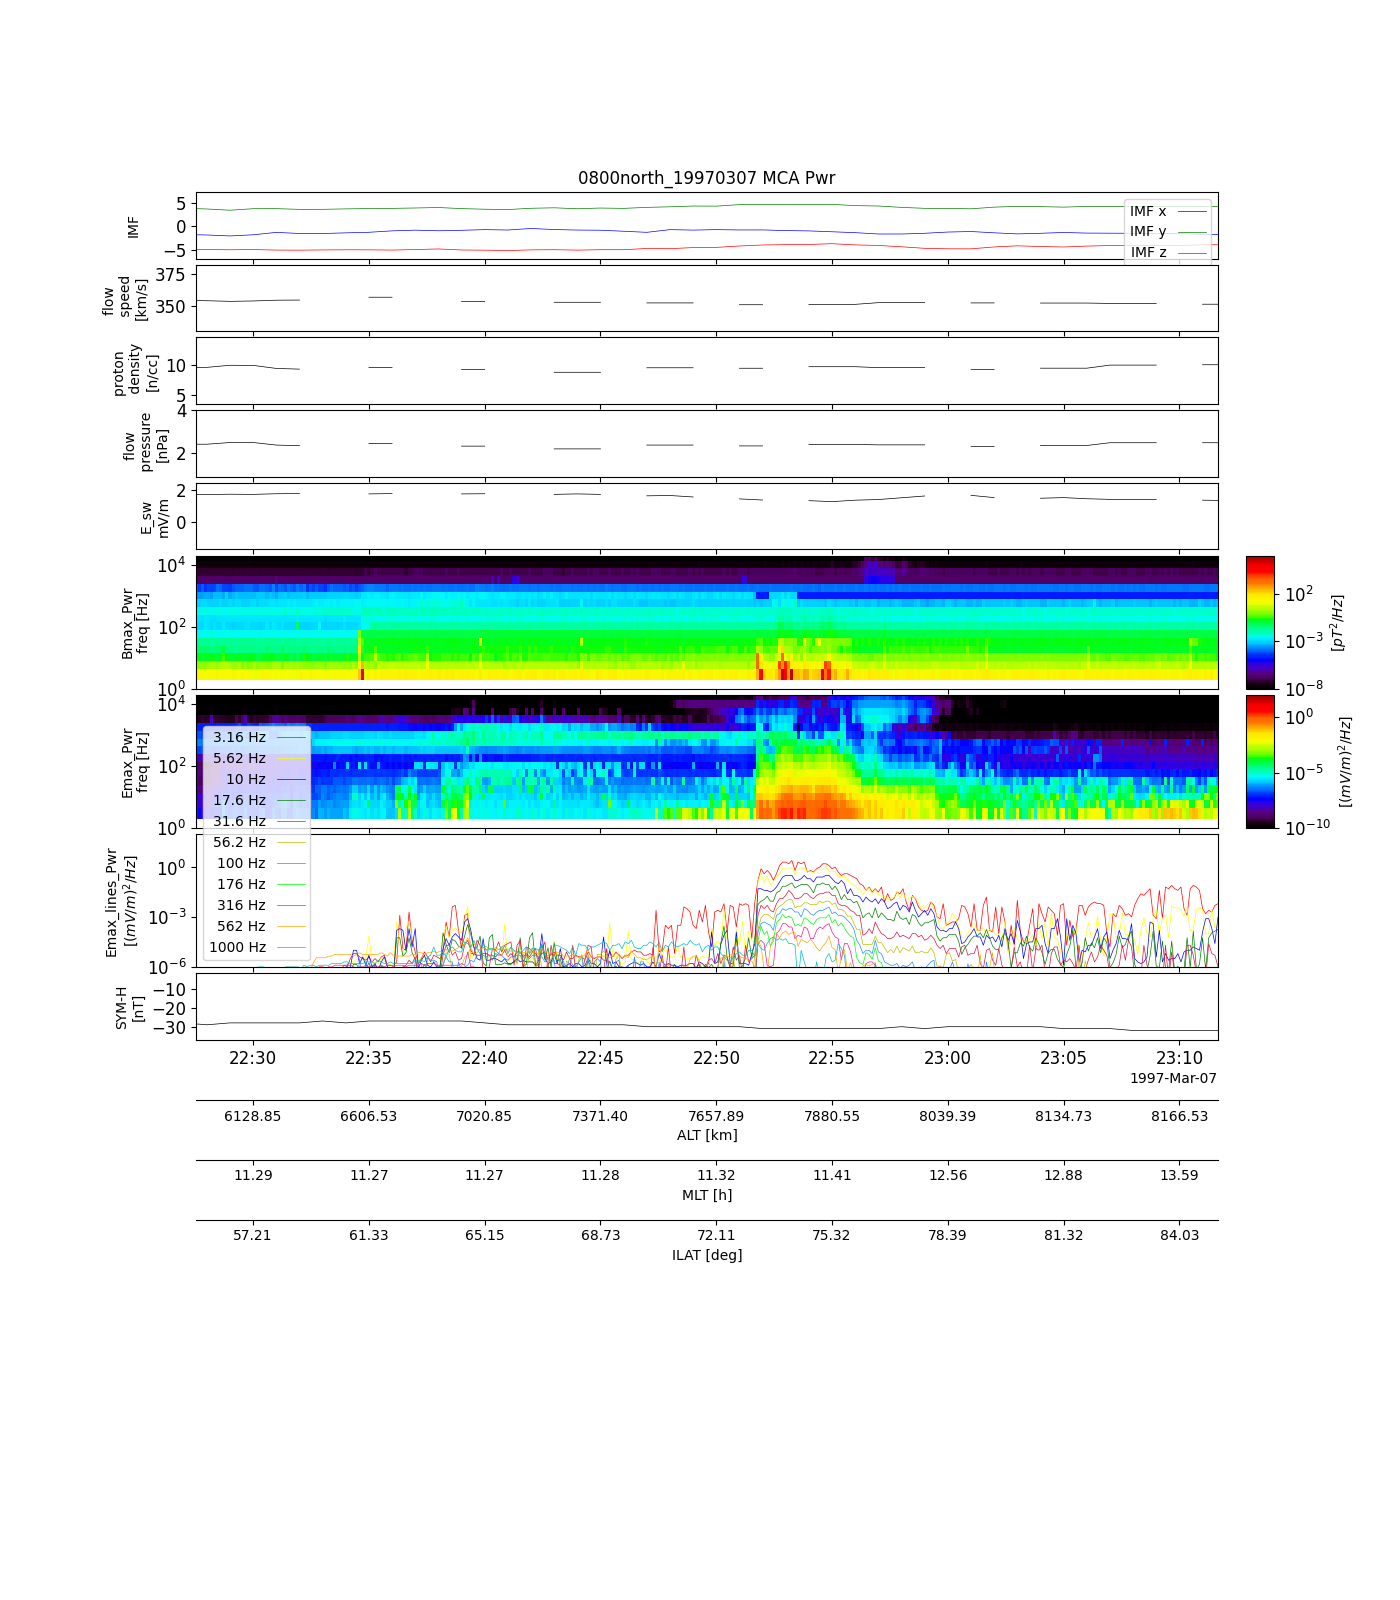 0800north_19970307 MCA Pwr
IMF
5
0
−5
IMF x
IMF y
IMF z
flow
speed
[km/s]
375
350
proton
density
[n/cc]
10
5
flow
pressure
[nPa]
4
2
E_sw
mV/m
2
0
Bmax_Pwr
freq [Hz]
10^4
10^2
10^0
10^2
10^−3
10^−8
[pT^2/Hz]
Emax_Pwr
freq [Hz]
10^4
10^2
10^0
10^0
10^−5
10^−10
[(mV/m)^2/Hz]
3.16 Hz
5.62 Hz
10 Hz
17.6 Hz
31.6 Hz
56.2 Hz
100 Hz
176 Hz
316 Hz
562 Hz
1000 Hz
Emax_lines_Pwr
[(mV/m)^2/Hz]
10^0
10^−3
10^−6
SYM-H
[nT]
−10
−20
−30
22:30 22:35 22:40 22:45 22:50 22:55 23:00 23:05 23:10
1997-Mar-07
6128.85 6606.53 7020.85 7371.40 7657.89 7880.55 8039.39 8134.73 8166.53
ALT [km]
11.29 11.27 11.27 11.28 11.32 11.41 12.56 12.88 13.59
MLT [h]
57.21 61.33 65.15 68.73 72.11 75.32 78.39 81.32 84.03
ILAT [deg]